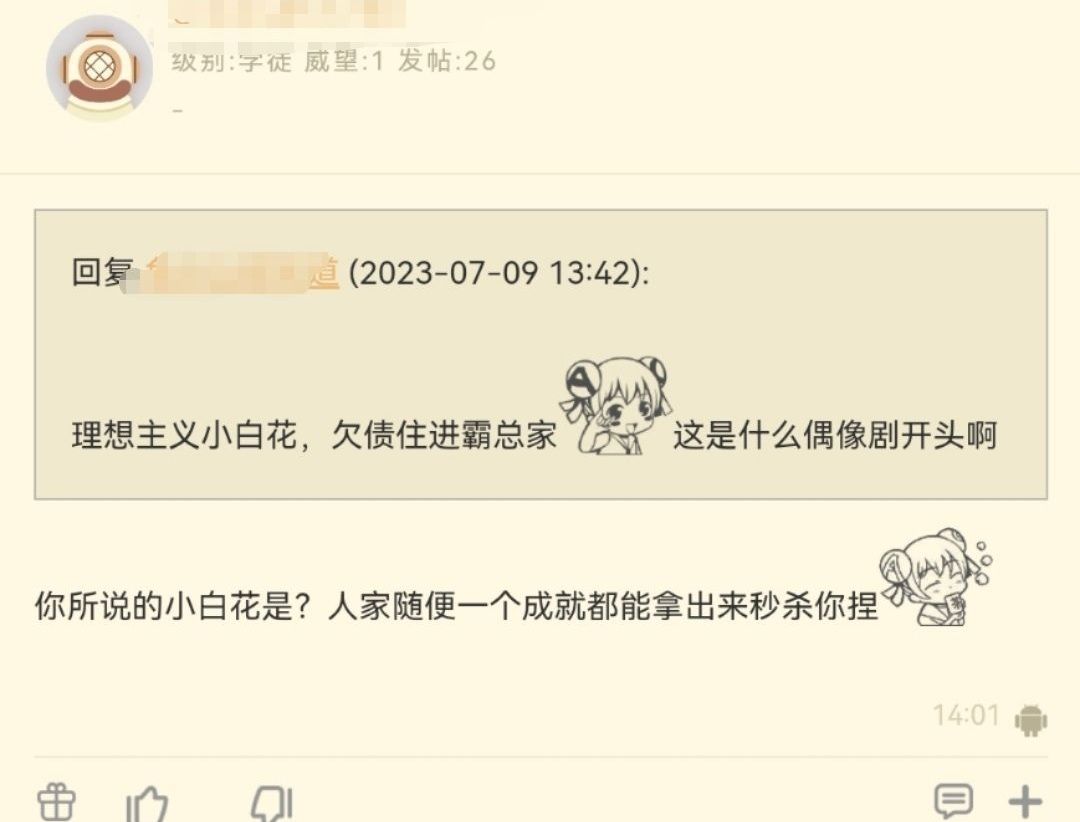 级别:学徒 威望:1 发帖:26
-
回复 道 (2023-07-09 13:42):
理想主义小白花，欠债住进霸总家 这是什么偶像剧开头啊
你所说的小白花是？人家随便一个成就都能拿出来秒杀你捏
14:01